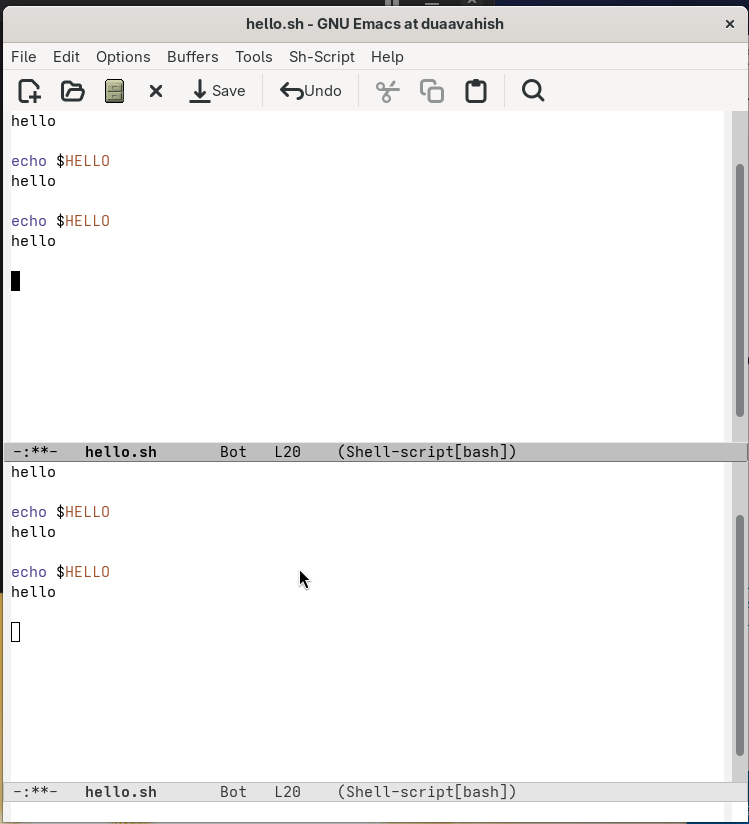 hello.sh - GNU Emacs at duaavahish
File Edit Options Buffers Tools Sh-Script Help
Save Undo
hello
echo $HELLO
hello
echo $HELLO
hello
-:**- hello.sh Bot L20 (Shell-script[bash])
hello
echo $HELLO
hello
echo $HELLO
hello
-:**- hello.sh Bot L20 (Shell-script[bash])